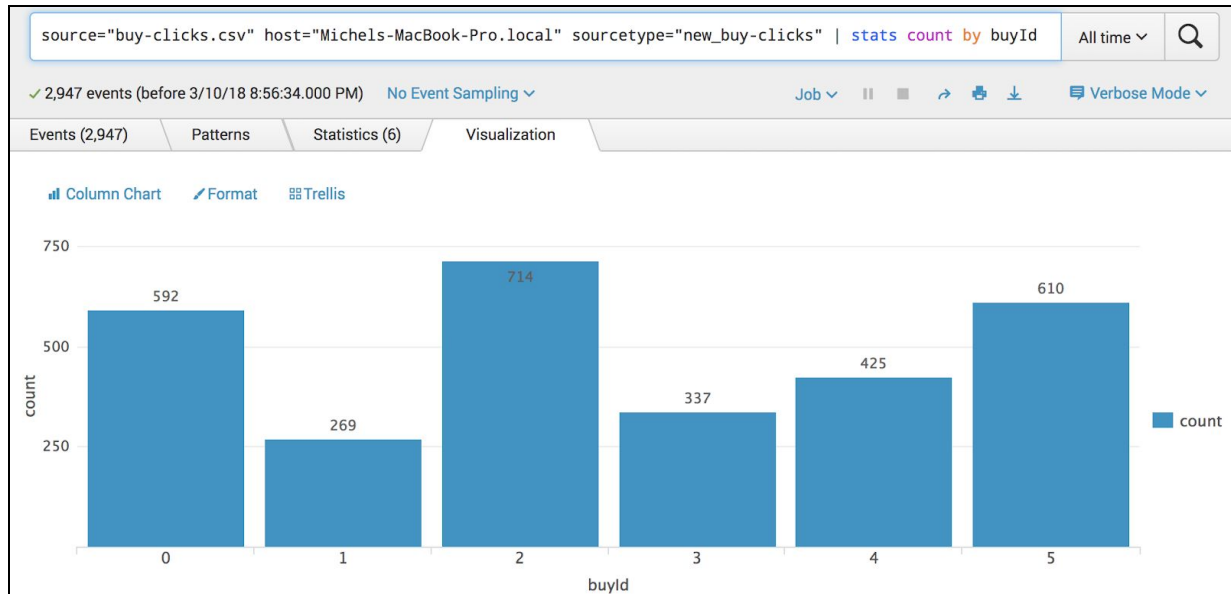 source="buy-clicks.csv" host="Michels-MacBook-Pro.local" sourcetype="new_buy-clicks" | stats count by buyId All time
2,947 events (before 3/10/18 8:56:34.000 PM) No Event Sampling Job Verbose Mode
Events (2,947) Patterns Statistics (6) Visualization
Column Chart Format Trellis
750
714
592
610
500
425
337
269
250
count
count
0 1 2 3 4 5
buyId